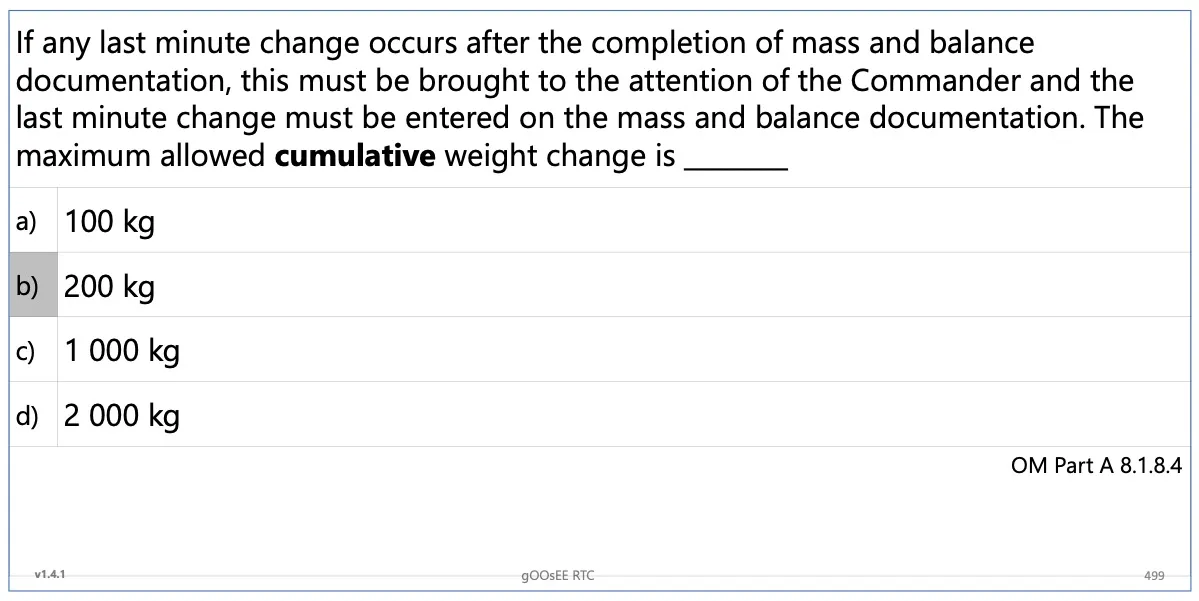 If any last minute change occurs after the completion of mass and balance
documentation, this must be brought to the attention of the Commander and the
last minute change must be entered on the mass and balance documentation. The
maximum allowed cumulative weight change is ________
a) 100 kg
b) 200 kg
c) 1 000 kg
d) 2 000 kg
OM Part A 8.1.8.4
v1.4.1 gOOsEE RTC 499